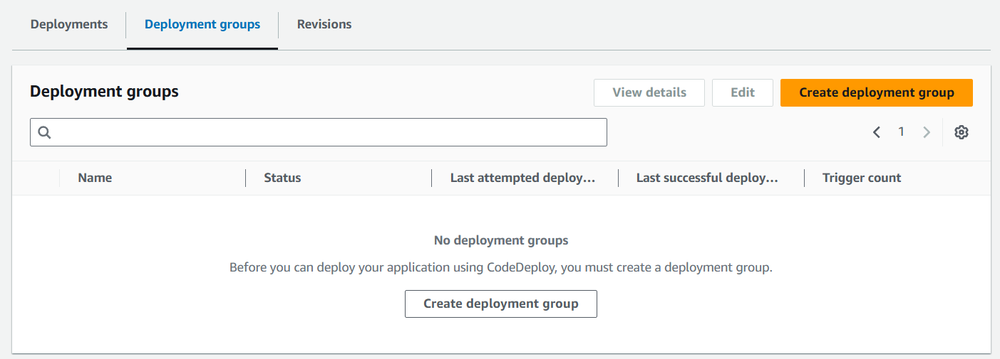 Deployments Deployment groups Revisions
Deployment groups View details Edit Create deployment group
1
Name Status Last attempted deploy... Last successful deploy... Trigger count
No deployment groups
Before you can deploy your application using CodeDeploy, you must create a deployment group.
Create deployment group